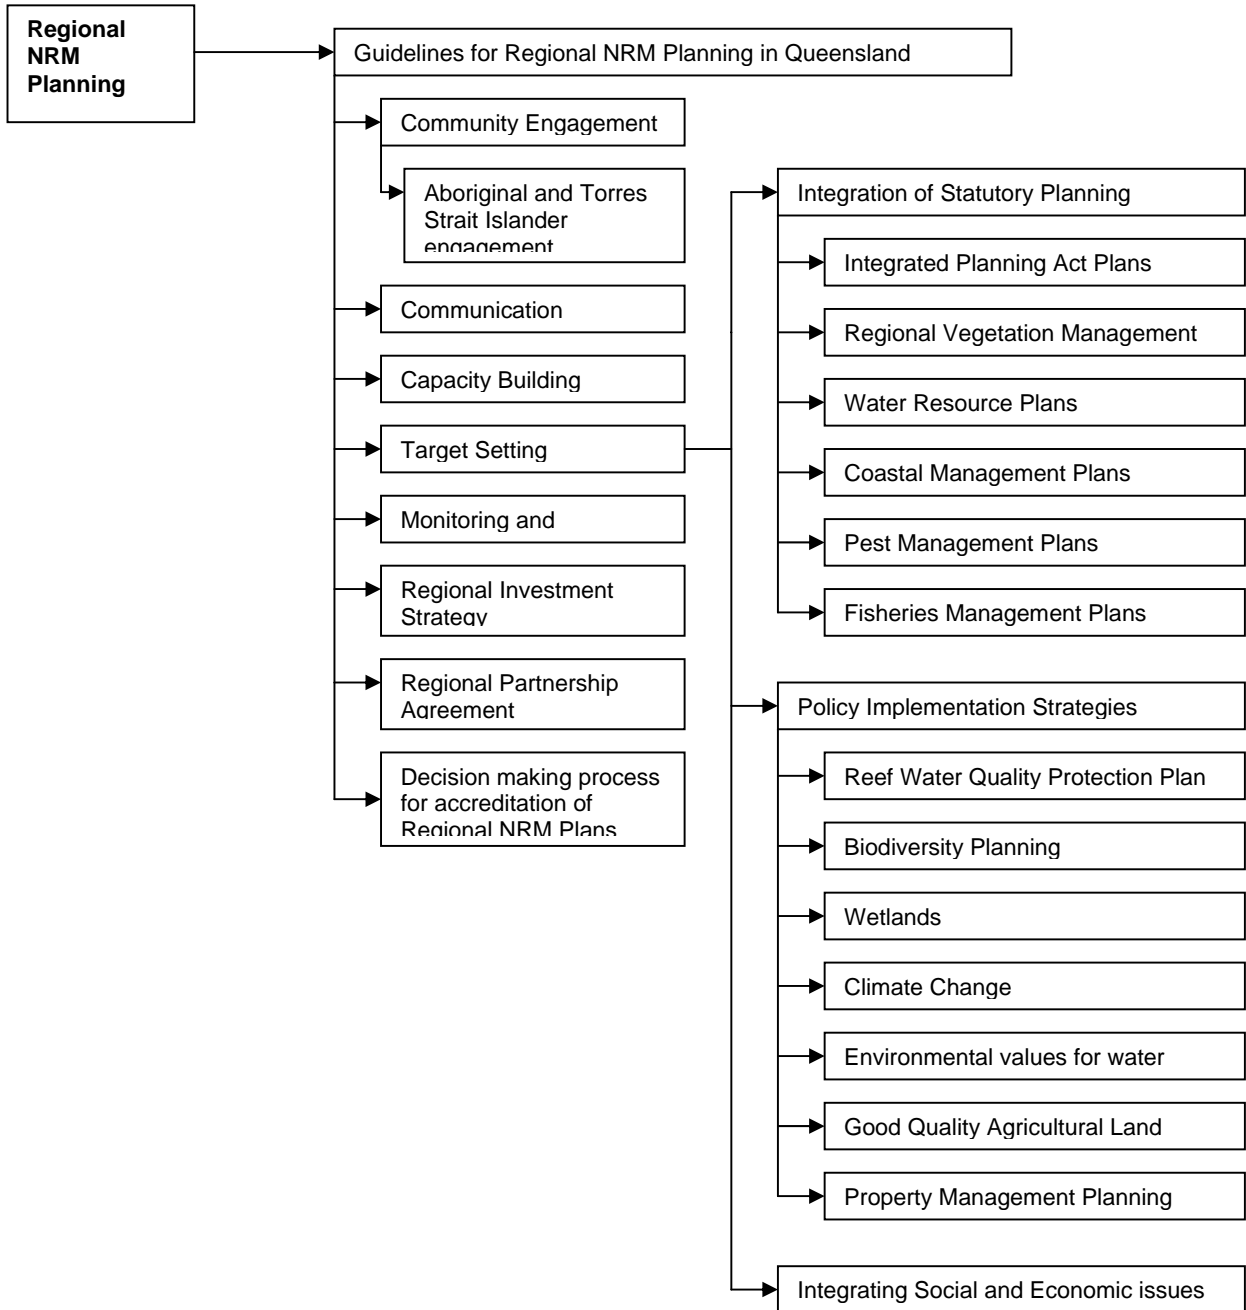 Regional
NRM
Planning
Guidelines for Regional NRM Planning in Queensland
Community Engagement
Aboriginal and Torres
Strait Islander
engagement
Communication
Capacity Building
Target Setting
Monitoring and
Regional Investment
Strategy
Regional Partnership
Agreement
Decision making process
for accreditation of
Regional NRM Plans
Integration of Statutory Planning
Integrated Planning Act Plans
Regional Vegetation Management
Water Resource Plans
Coastal Management Plans
Pest Management Plans
Fisheries Management Plans
Policy Implementation Strategies
Reef Water Quality Protection Plan
Biodiversity Planning
Wetlands
Climate Change
Environmental values for water
Good Quality Agricultural Land
Property Management Planning
Integrating Social and Economic issues